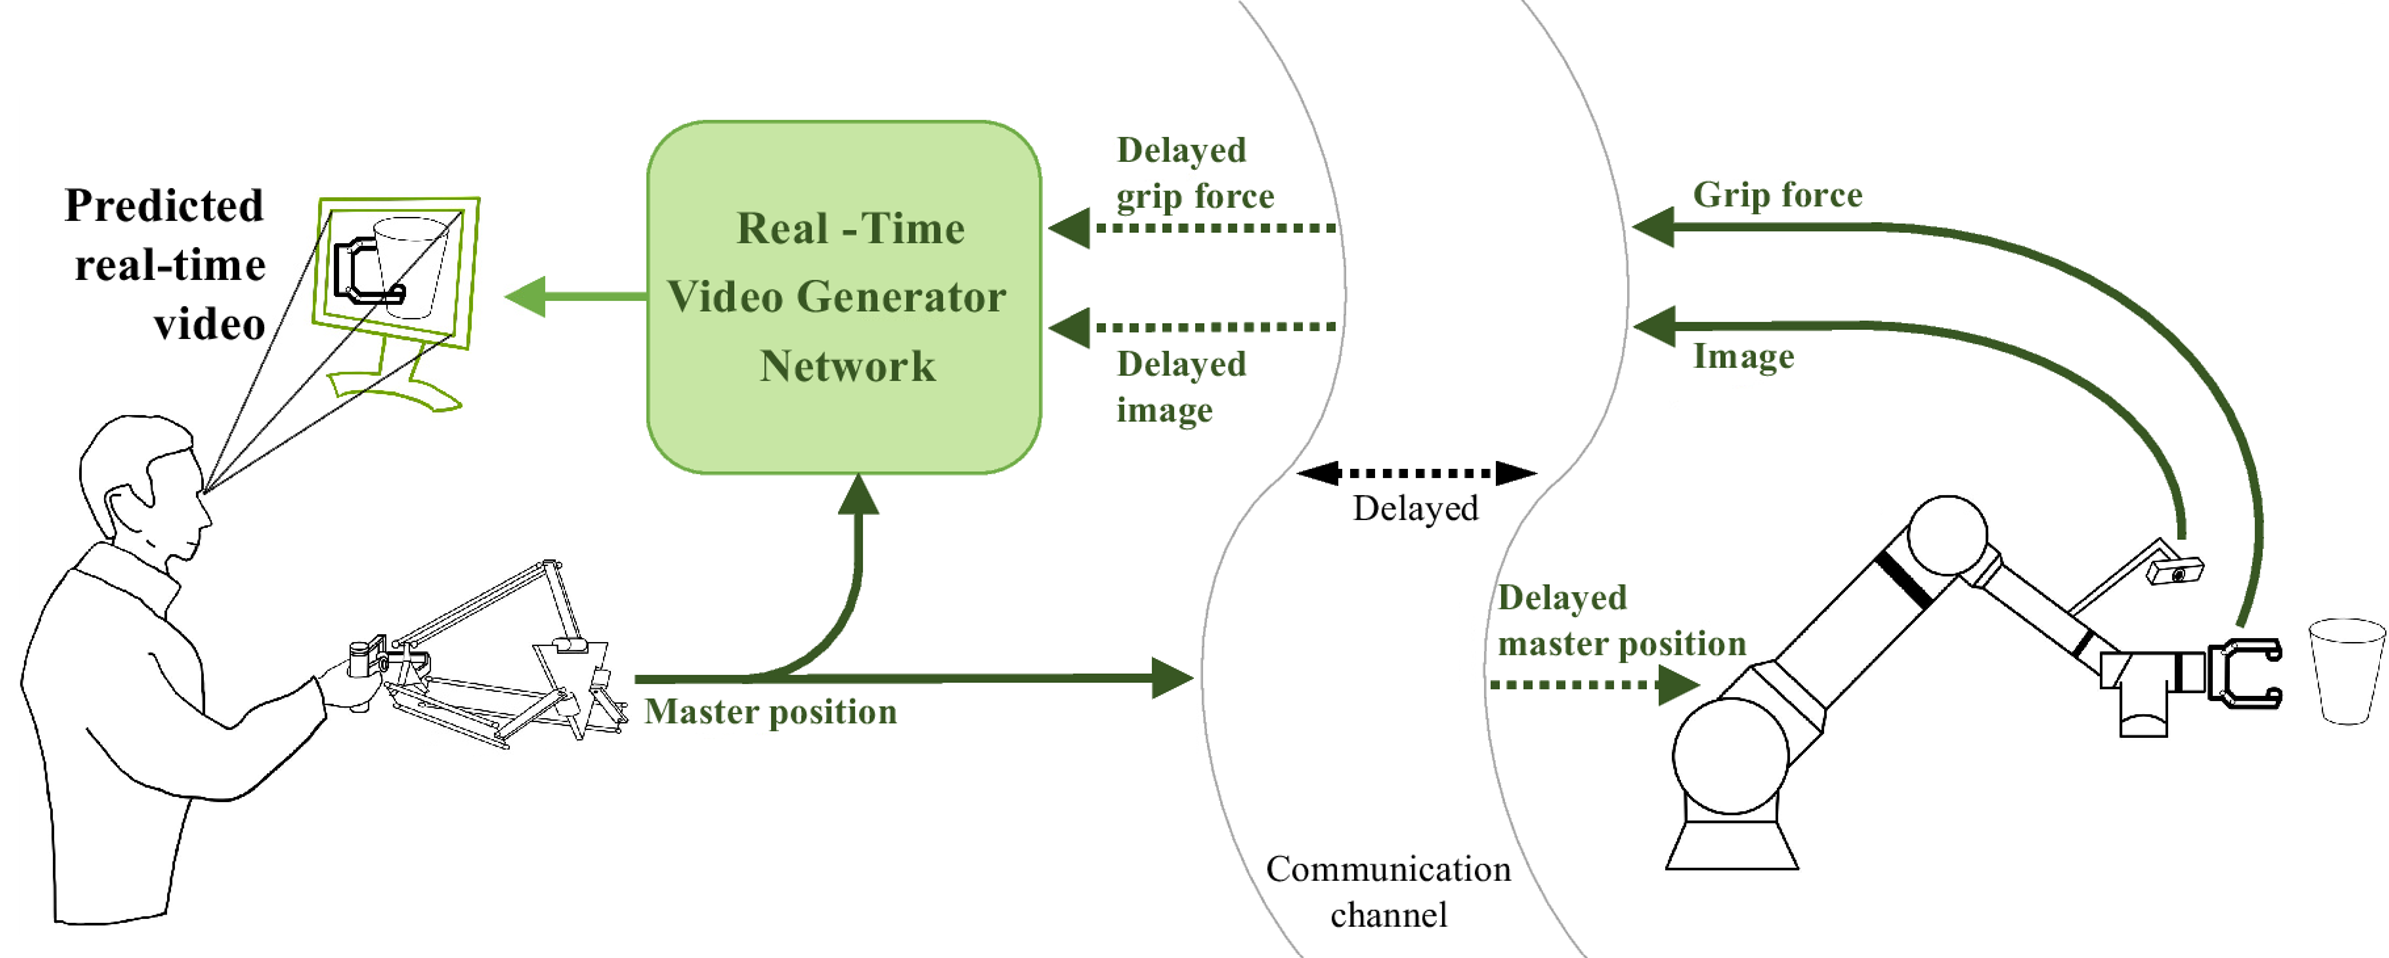 Predicted
real-time
video
Real -Time
Video Generator
Network
Delayed
grip force
Delayed
image
Grip force
Image
Delayed
Delayed
master position
Master position
Communication
channel